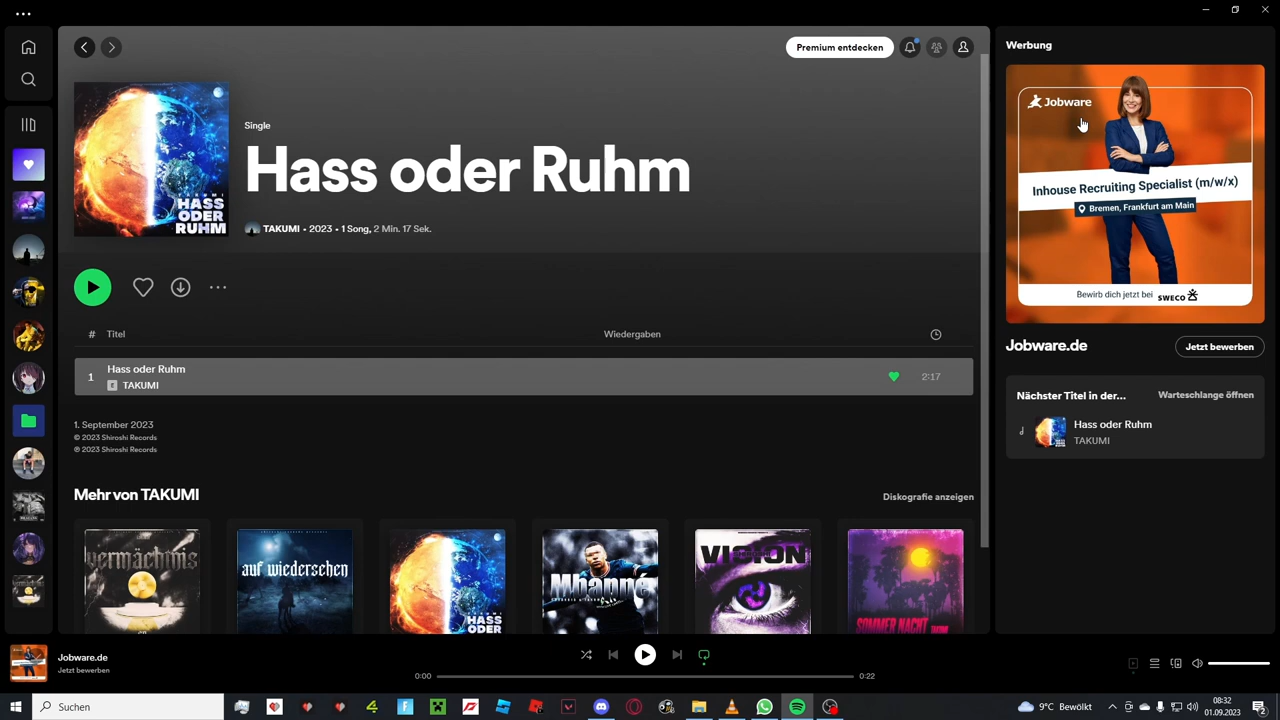 Premium entdecken
Werbung
Single
Hass oder Ruhm
TAKUMI • 2023 • 1 Song, 2 Min. 17 Sek.
TAKUMI
HASS
ODER
RUHM
Jobware
Inhouse Recruiting Specialist (m/w/x)
Bremen, Frankfurt am Main
Bewirb dich jetzt bei SWECO
# Titel Wiedergaben
Jobware.de
Jetzt bewerben
1 Hass oder Ruhm 2:17
E TAKUMI
Nächster Titel in der... Warteschlange öffnen
Hass oder Ruhm
TAKUMI
1. September 2023
© 2023 Shiroshi Records
℗ 2023 Shiroshi Records
Mehr von TAKUMI
Diskografie anzeigen
vermächtnis
auf wiedersehen
HASS
ODER
Mbappé
VISION
SOMMER NACHT
Jobware.de
Jetzt bewerben
0:00 0:22
Suchen
9°C Bewölkt
08:32
01.09.2023